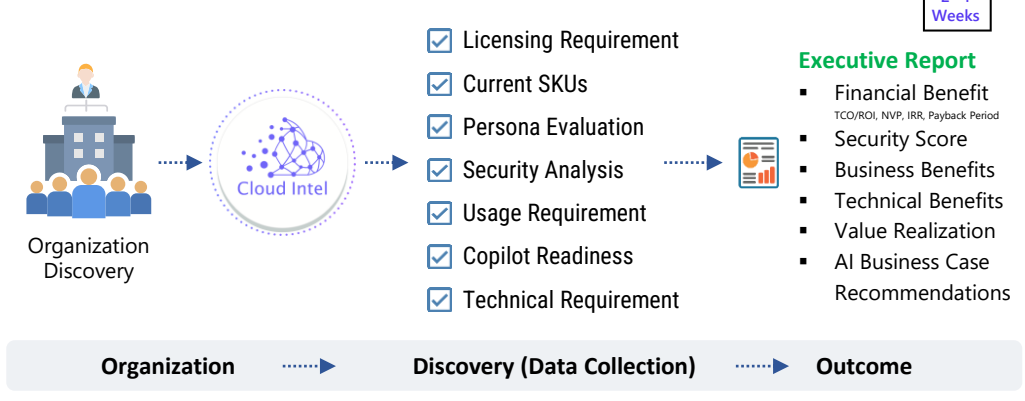 Weeks
Licensing Requirement
Current SKUs
Persona Evaluation
Security Analysis
Usage Requirement
Copilot Readiness
Technical Requirement
Cloud Intel
Organization
Discovery
Executive Report
Financial Benefit
TCO/ROI, NVP, IRR, Payback Period
Security Score
Business Benefits
Technical Benefits
Value Realization
AI Business Case
Recommendations
Organization
Discovery (Data Collection)
Outcome